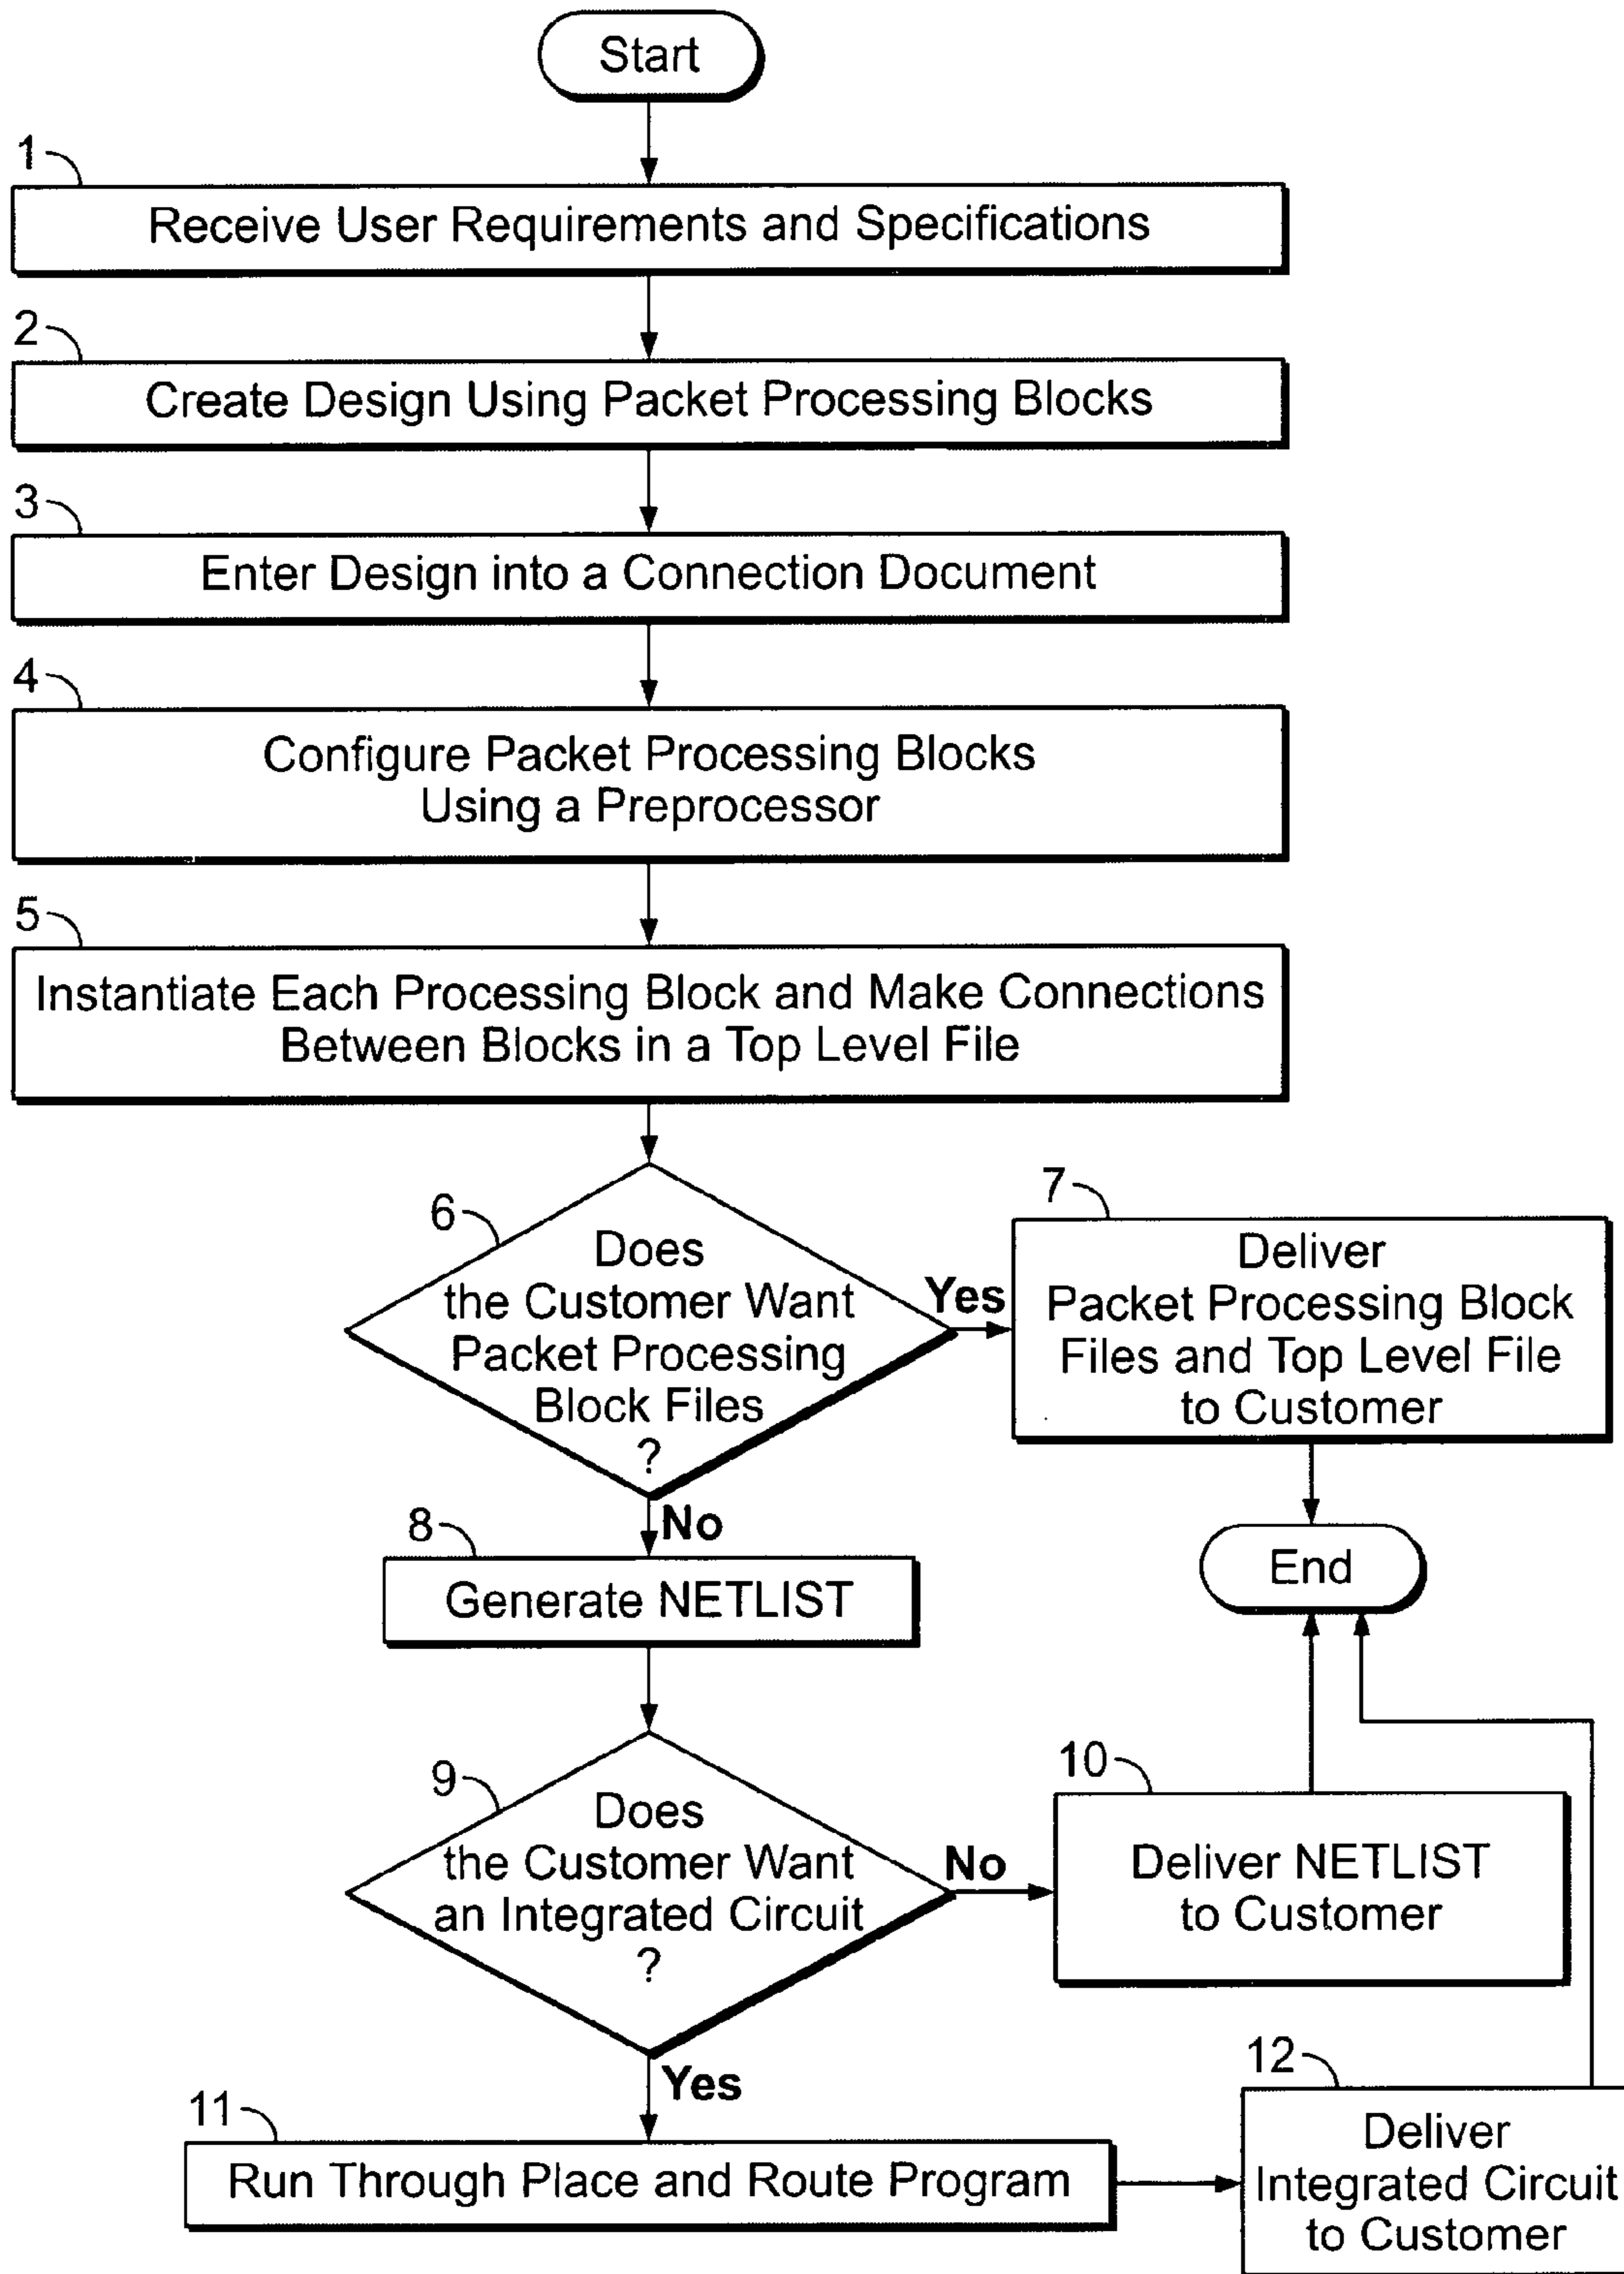 Start
1
Receive User Requirements and Specifications
2
Create Design Using Packet Processing Blocks
3
Enter Design into a Connection Document
4
Configure Packet Processing Blocks
Using a Preprocessor
5
Instantiate Each Processing Block and Make Connections
Between Blocks in a Top Level File
6
Does
the Customer Want
Packet Processing
Block Files
?
Yes
7
Deliver
Packet Processing Block
Files and Top Level File
to Customer
No
End
8
Generate NETLIST
9
Does
the Customer Want
an Integrated Circuit
?
No
10
Deliver NETLIST
to Customer
Yes
11
Run Through Place and Route Program
12
Deliver
Integrated Circuit
to Customer